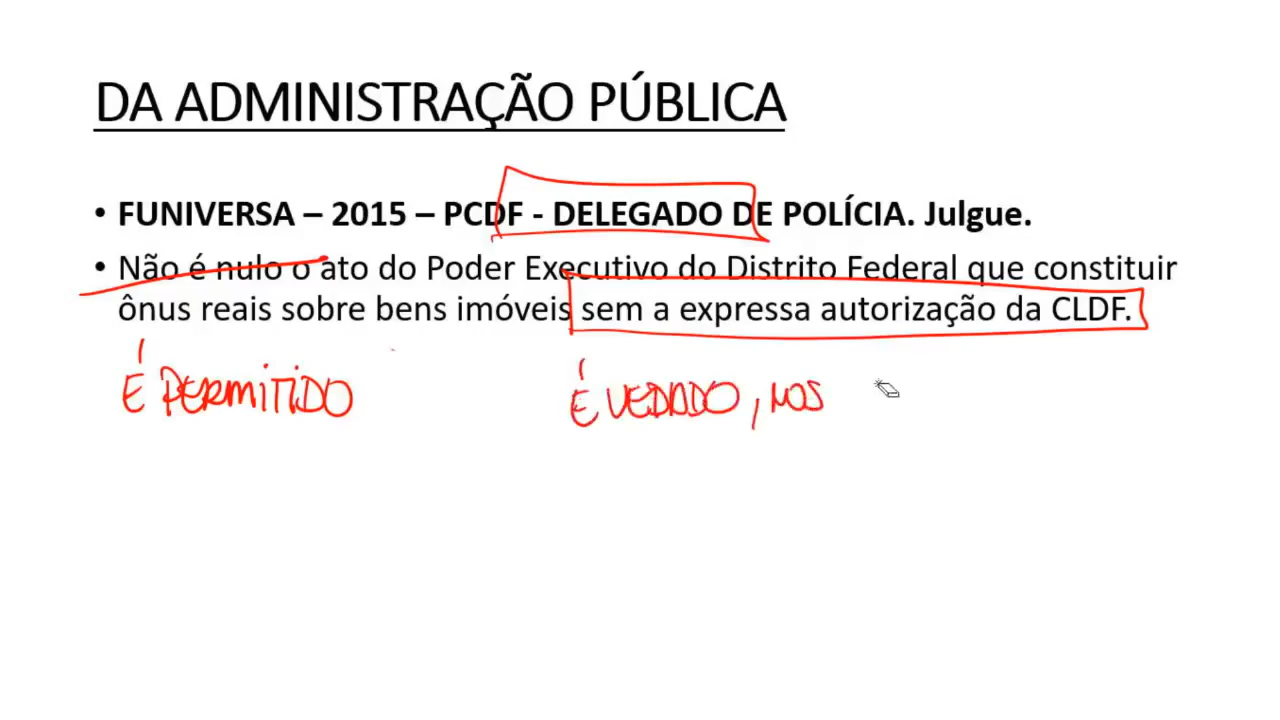 DA ADMINISTRAÇÃO PÚBLICA
• FUNIVERSA – 2015 – PCDF - DELEGADO DE POLÍCIA. Julgue.
• Não é nulo o ato do Poder Executivo do Distrito Federal que constituir
ônus reais sobre bens imóveis sem a expressa autorização da CLDF.
É PERMITIDO É VEDADO, NOS